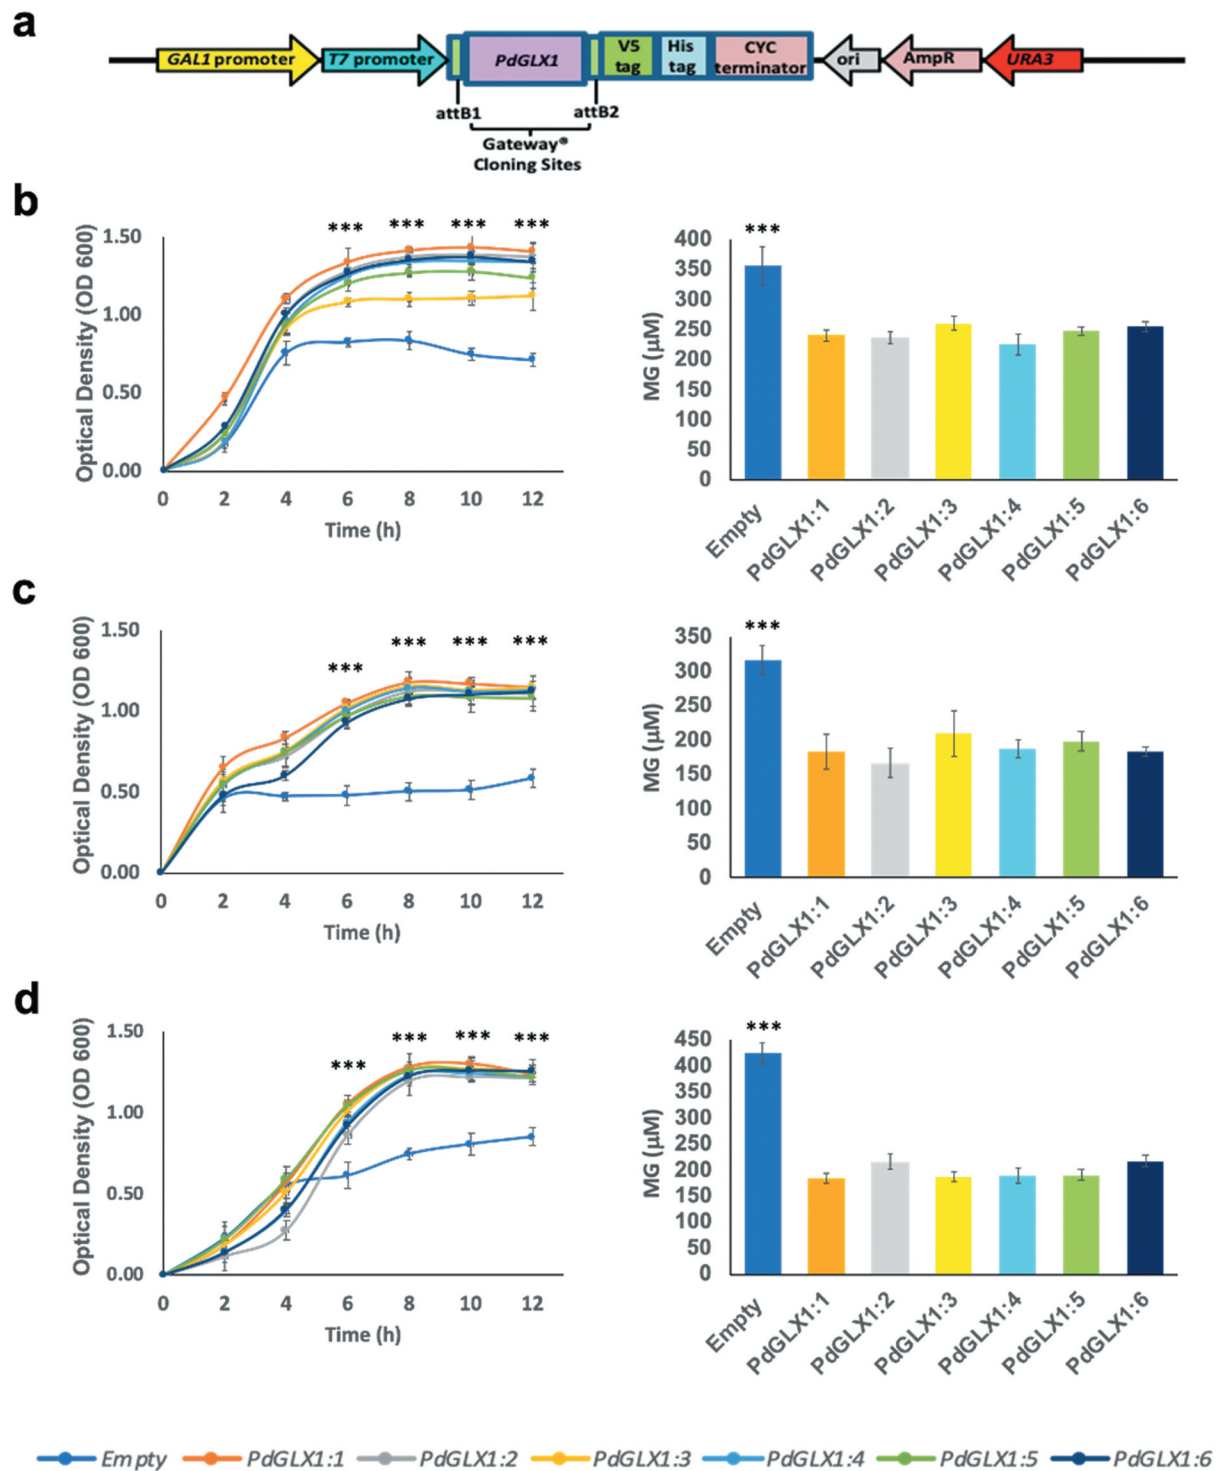 a
GAL1 promoter T7 promoter PdGLX1 V5 tag His tag CYC terminator ori AmpR URA3
attB1 attB2
Gateway®
Cloning Sites
b
*** *** *** ***
Optical Density (OD 600)
1.50
1.00
0.50
0.00
0 2 4 6 8 10 12
Time (h)
***
MG (µM)
400
350
300
250
200
150
100
50
0
Empty PdGLX1:1 PdGLX1:2 PdGLX1:3 PdGLX1:4 PdGLX1:5 PdGLX1:6
c
*** *** *** ***
Optical Density (OD 600)
1.50
1.00
0.50
0.00
0 2 4 6 8 10 12
Time (h)
***
MG (µM)
350
300
250
200
150
100
50
0
Empty PdGLX1:1 PdGLX1:2 PdGLX1:3 PdGLX1:4 PdGLX1:5 PdGLX1:6
d
*** *** *** ***
Optical Density (OD 600)
1.50
1.00
0.50
0.00
0 2 4 6 8 10 12
Time (h)
***
MG (µM)
450
400
350
300
250
200
150
100
50
0
Empty PdGLX1:1 PdGLX1:2 PdGLX1:3 PdGLX1:4 PdGLX1:5 PdGLX1:6
Empty PdGLX1:1 PdGLX1:2 PdGLX1:3 PdGLX1:4 PdGLX1:5 PdGLX1:6